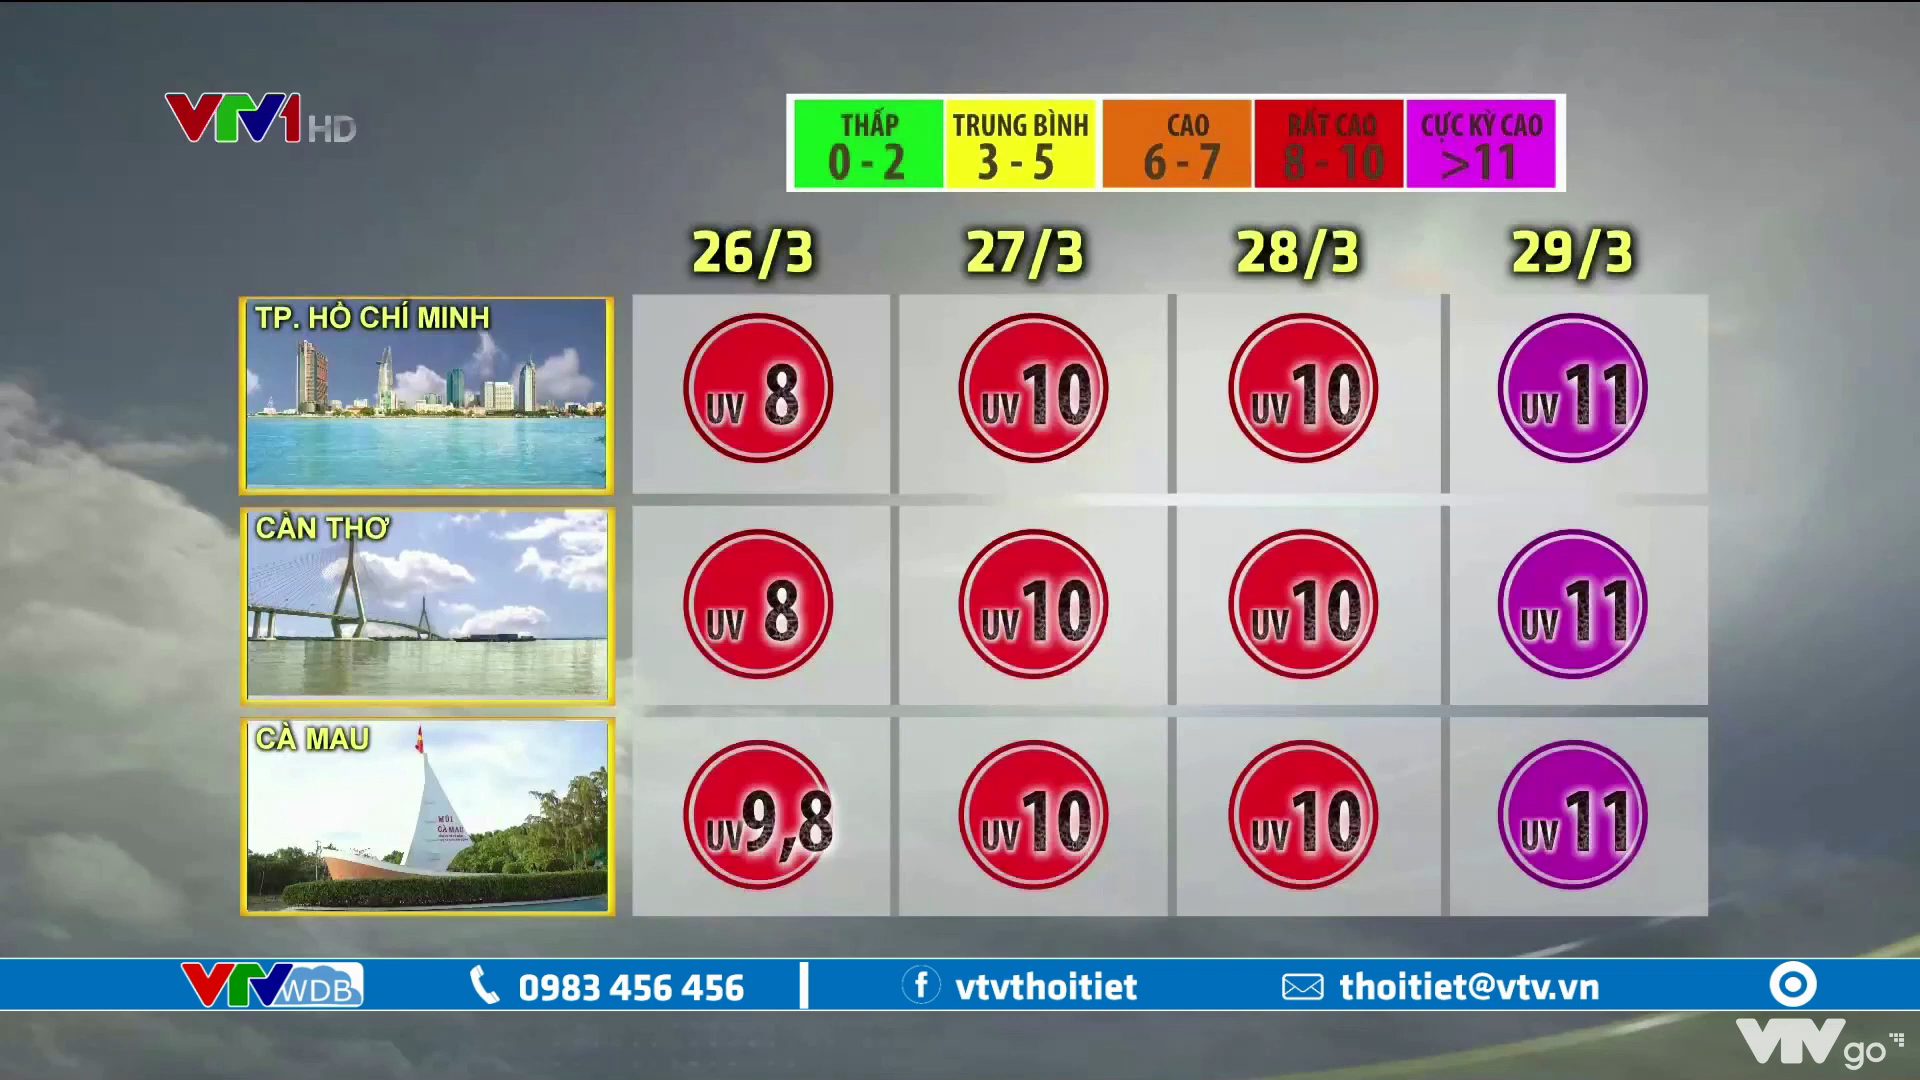 VTV1 HD
THẤP TRUNG BÌNH CAO RẤT CAO CỰC KỲ CAO
0 - 2 3 - 5 6 - 7 8 - 10 >11
26/3 27/3 28/3 29/3
TP. HỒ CHÍ MINH
UV 8 UV 10 UV 10 UV 11
CẦN THƠ
UV 8 UV 10 UV 10 UV 11
CÀ MAU
MŨI
CÀ MAU
UV 9,8 UV 10 UV 10 UV 11
VTV WDB 0983 456 456 vtvthoitiet thoitiet@vtv.vn
VTV go